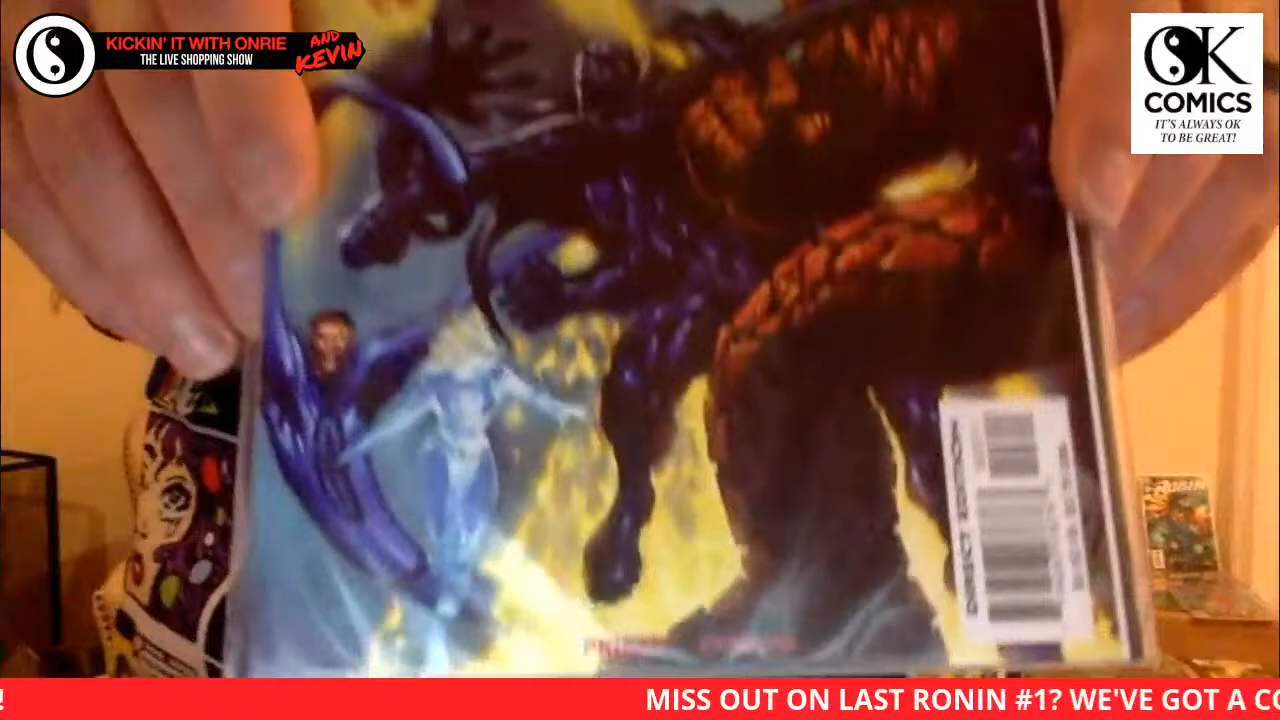 KICKIN' IT WITH ONRIE
AND
KEVIN
THE LIVE SHOPPING SHOW
OK
COMICS
IT'S ALWAYS OK
TO BE GREAT!
ROBIN
! MISS OUT ON LAST RONIN #1? WE'VE GOT A CO